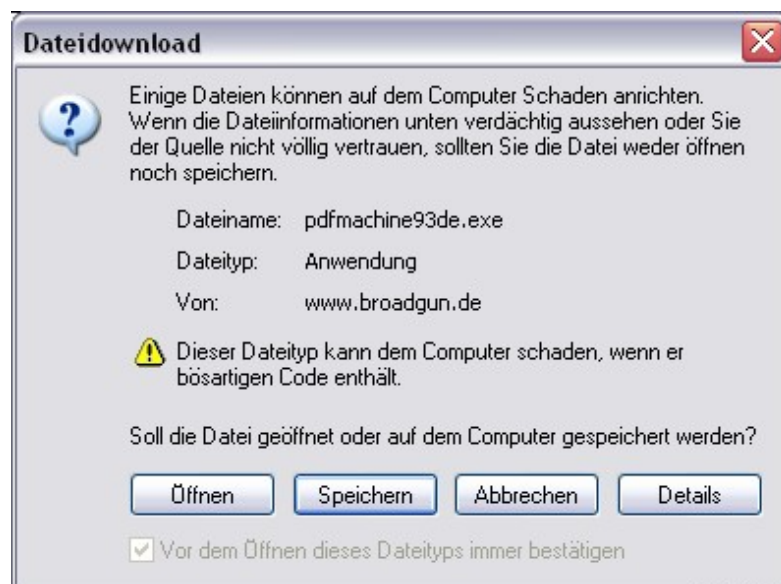 Dateidownload
Einige Dateien können auf dem Computer Schaden anrichten.
Wenn die Dateiinformationen unten verdächtig aussehen oder Sie
der Quelle nicht völlig vertrauen, sollten Sie die Datei weder öffnen
noch speichern.
Dateiname: pdfmachine93de.exe
Dateityp: Anwendung
Von: www.broadgun.de
Dieser Dateityp kann dem Computer schaden, wenn er
bösartigen Code enthält.
Soll die Datei geöffnet oder auf dem Computer gespeichert werden?
Öffnen Speichern Abbrechen Details
Vor dem Öffnen dieses Dateityps immer bestätigen